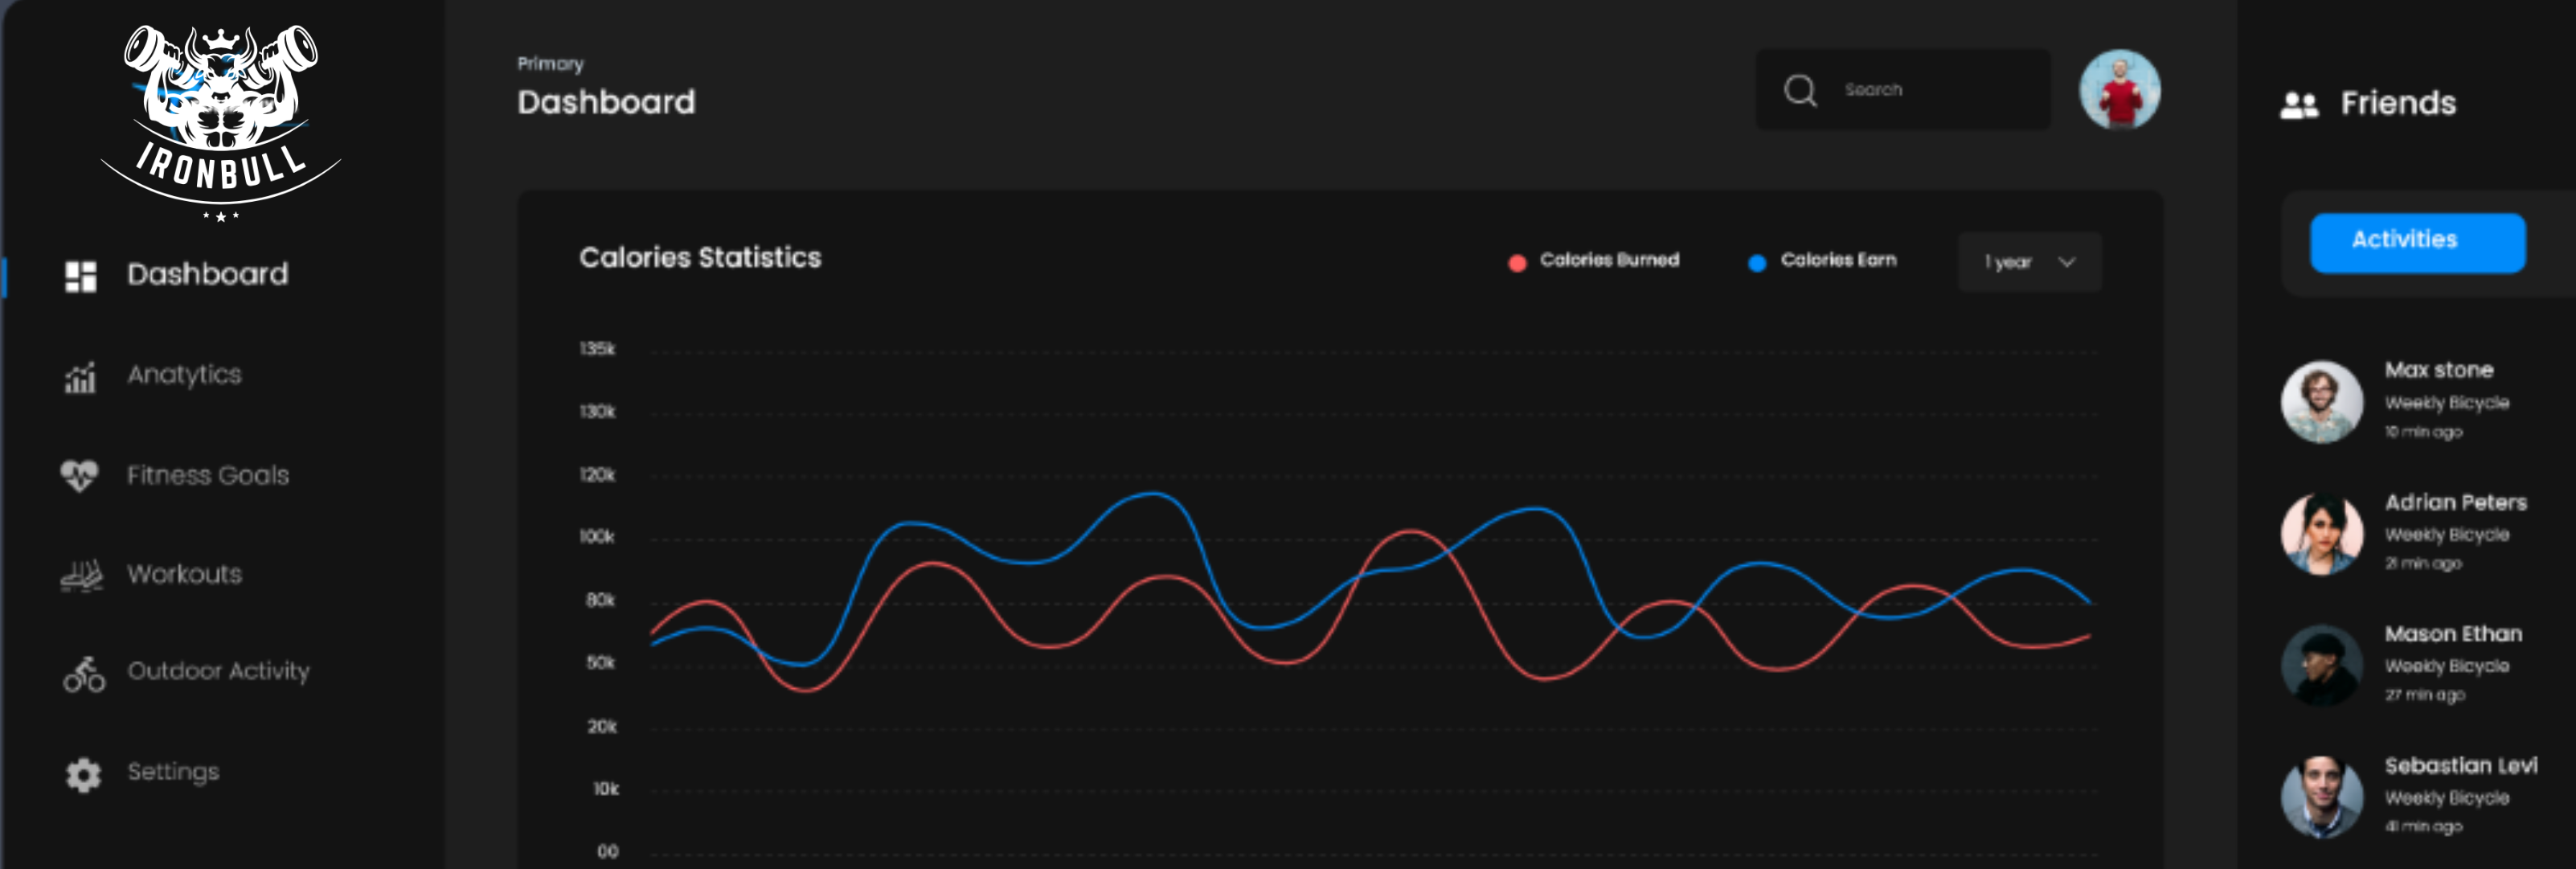 IRONBULL
Dashboard
Anatytics
Fitness Goals
Workouts
Outdoor Activity
Settings
Primary
Dashboard
Search
Calories Statistics
Calories Burned
Calories Earn
1 year
135k
130k
120k
100k
80k
50k
20k
10k
00
Friends
Activities
Max stone
Weekly Bicycle
10 min ago
Adrian Peters
Weekly Bicycle
21 min ago
Mason Ethan
Weekly Bicycle
27 min ago
Sebastian Levi
Weekly Bicycle
41 min ago